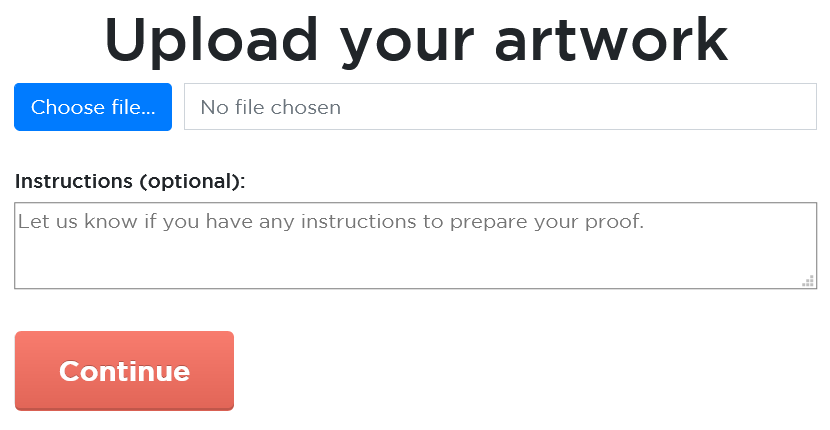 Upload your artwork
Choose file... No file chosen
Instructions (optional):
Let us know if you have any instructions to prepare your proof.
Continue